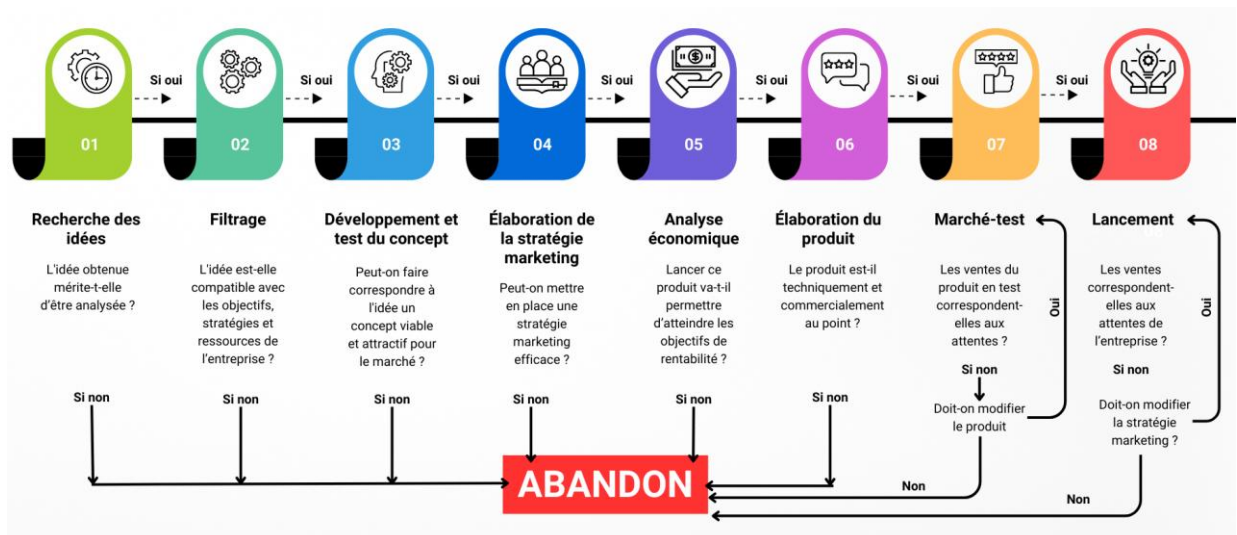 Si oui
Si oui
Si oui
Si oui
Si oui
Si oui
Si oui
01
02
03
04
05
06
07
08
Recherche des
idées
L'idée obtenue
mérite-t-elle
d'être analysée ?
Si non
Filtrage
L'idée est-elle
compatible avec
les objectifs,
stratégies et
ressources de
l'entreprise ?
Si non
Développement et
test du concept
Peut-on faire
correspondre à
l'idée un
concept viable
et attractif pour
le marché ?
Si non
Élaboration de
la stratégie
marketing
Peut-on mettre
en place une
stratégie
marketing
efficace ?
Si non
Analyse
économique
Lancer ce
produit va-t-il
permettre
d'atteindre les
objectifs de
rentabilité ?
Si non
Élaboration du
produit
Le produit est-il
techniquement et
commercialement
au point ?
Si non
Marché-test
Les ventes du
produit en test
correspondent-
elles aux
attentes ?
Si non
Doit-on modifier
le produit
Oui
Non
Lancement
Les ventes
correspondent-
elles aux
attentes de
l'entreprise ?
Si non
Doit-on modifier
la stratégie
marketing ?
Oui
Non
ABANDON